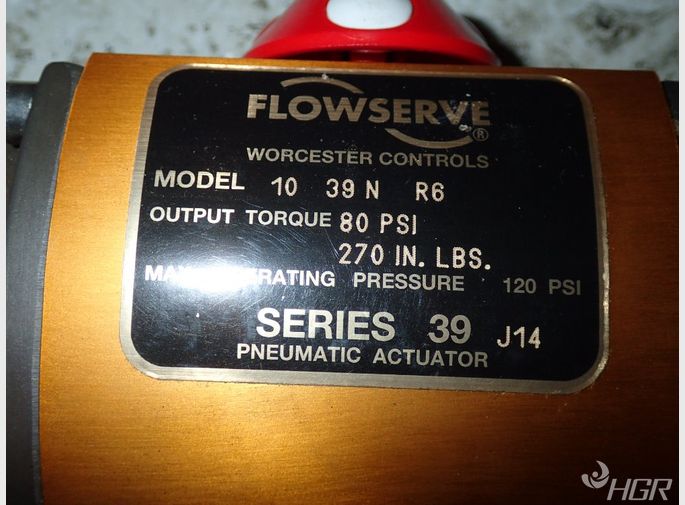 FLOWSERVE®
WORCESTER CONTROLS
MODEL 10 39 N R6
OUTPUT TORQUE 80 PSI
270 IN. LBS.
PRESSURE 120 PSI
SERIES 39 J14
PNEUMATIC ACTUATOR
HGR